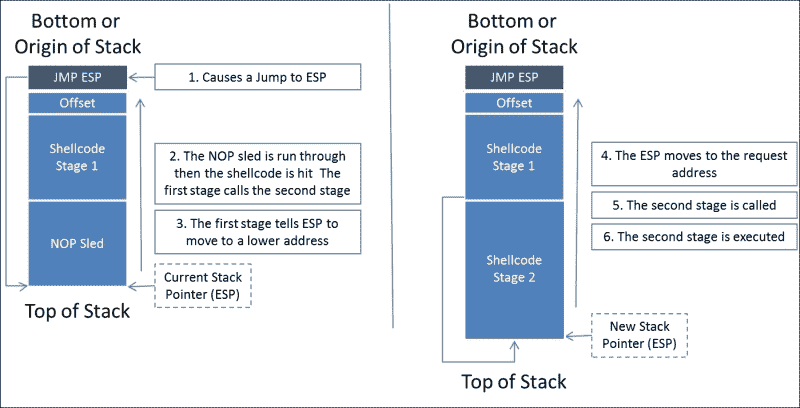 Bottom or
Origin of Stack
JMP ESP
1. Causes a Jump to ESP
Offset
Shellcode
Stage 1
2. The NOP sled is run through
then the shellcode is hit The
first stage calls the second stage
3. The first stage tells ESP to
move to a lower address
NOP Sled
Current Stack
Pointer (ESP)
Top of Stack
Bottom or
Origin of Stack
JMP ESP
Offset
Shellcode
Stage 1
4. The ESP moves to the request
address
5. The second stage is called
6. The second stage is executed
Shellcode
Stage 2
New Stack
Pointer (ESP)
Top of Stack